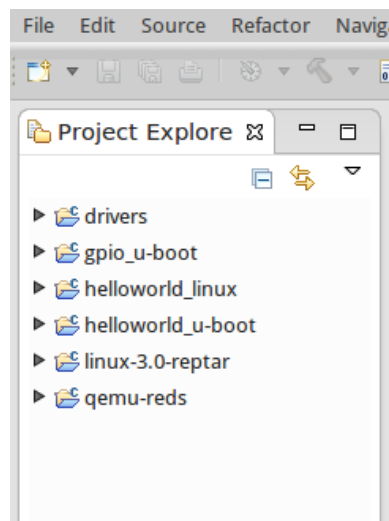 File Edit Source Refactor Navig
Project Explore
drivers
gpio_u-boot
helloworld_linux
helloworld_u-boot
linux-3.0-reptar
qemu-reds